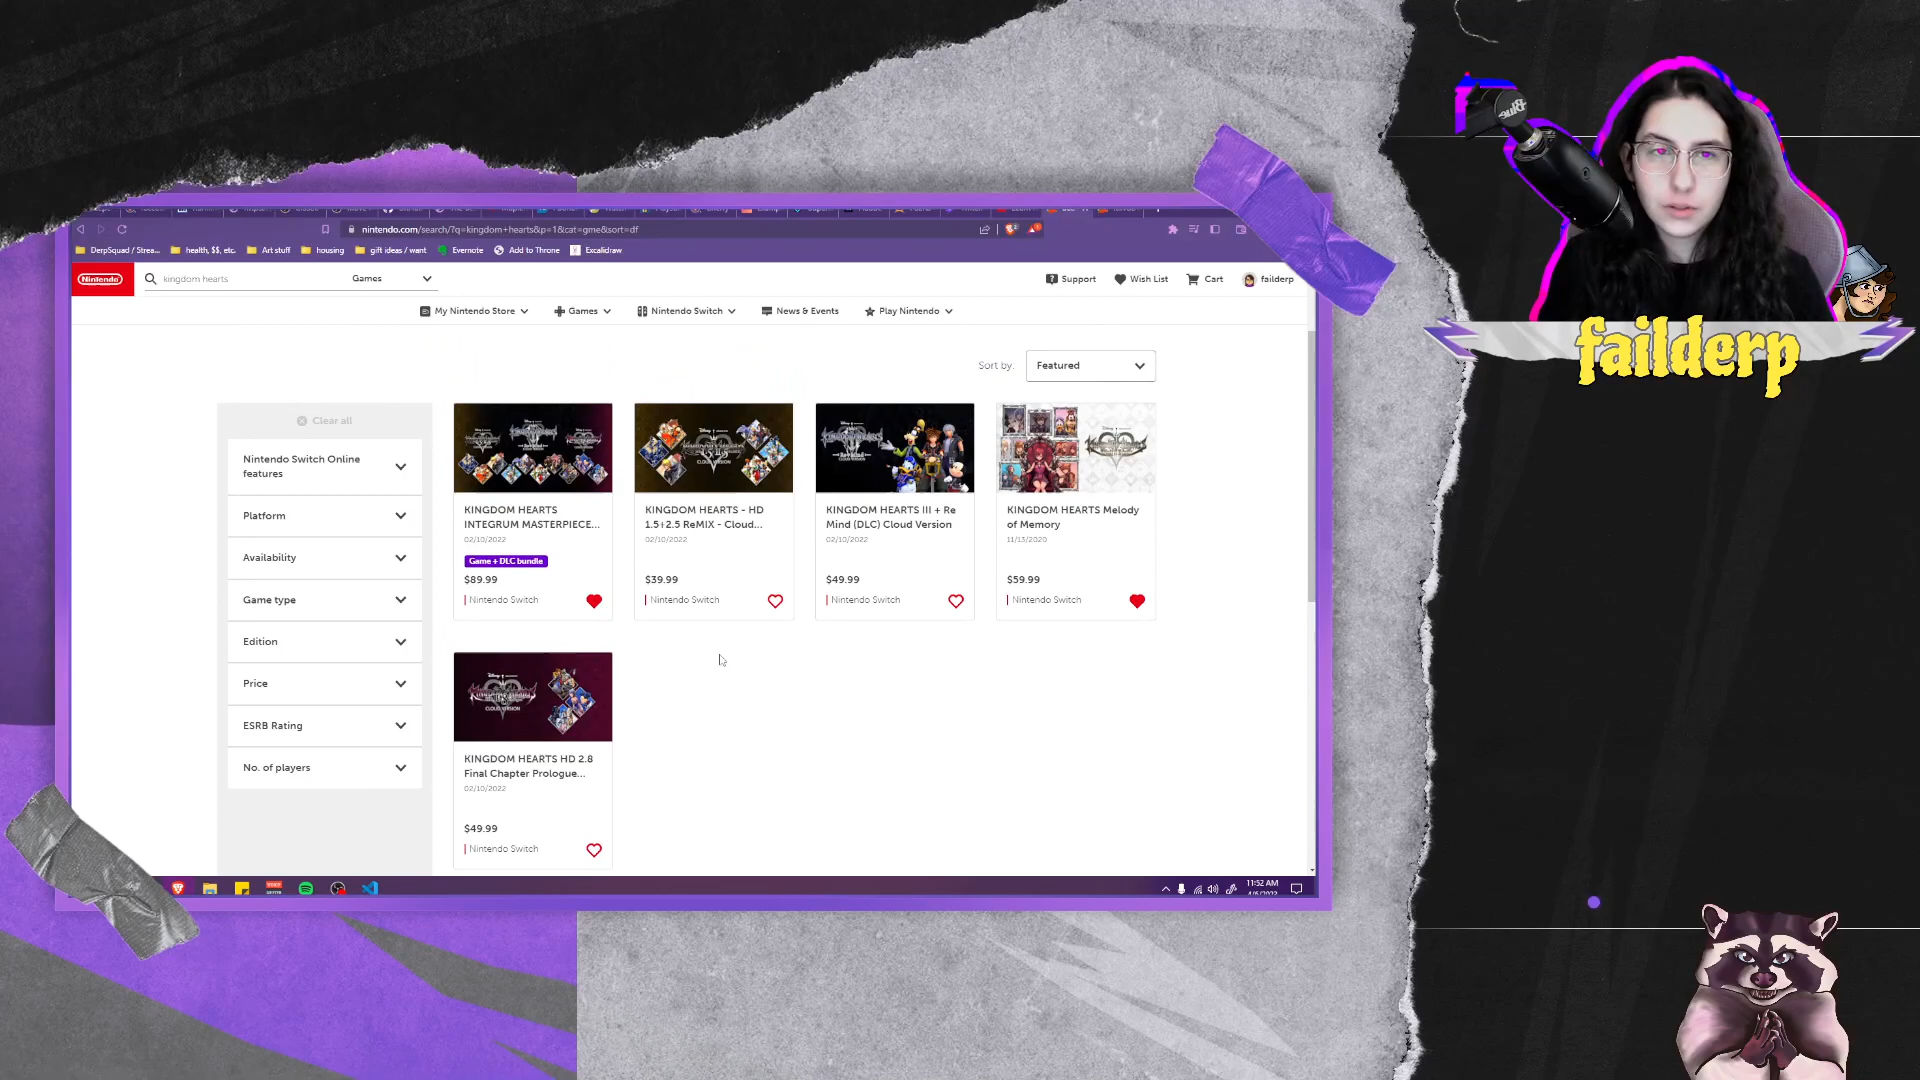 nintendo.com/search/?q=kingdom+hearts&p=1&cat=gme&sort=df
DerpSquad / Strea...
health, $$, etc.
Art stuff
housing
gift ideas / want
Evernote
Add to Throne
Excalidraw
Nintendo
kingdom hearts
Games
Support
Wish List
Cart
failderp
My Nintendo Store
Games
Nintendo Switch
News & Events
Play Nintendo
Sort by:
Featured
Clear all
Nintendo Switch Online
features
Platform
Availability
Game type
Edition
Price
ESRB Rating
No. of players
KINGDOM HEARTS
INTEGRUM MASTERPIECE...
02/10/2022
Game + DLC bundle
$89.99
Nintendo Switch
KINGDOM HEARTS - HD
1.5+2.5 ReMIX - Cloud...
02/10/2022
$39.99
Nintendo Switch
KINGDOM HEARTS III + Re
Mind (DLC) Cloud Version
02/10/2022
$49.99
Nintendo Switch
KINGDOM HEARTS Melody
of Memory
11/13/2020
$59.99
Nintendo Switch
KINGDOM HEARTS HD 2.8
Final Chapter Prologue...
02/10/2022
$49.99
Nintendo Switch
11:52 AM
Blue
failderp